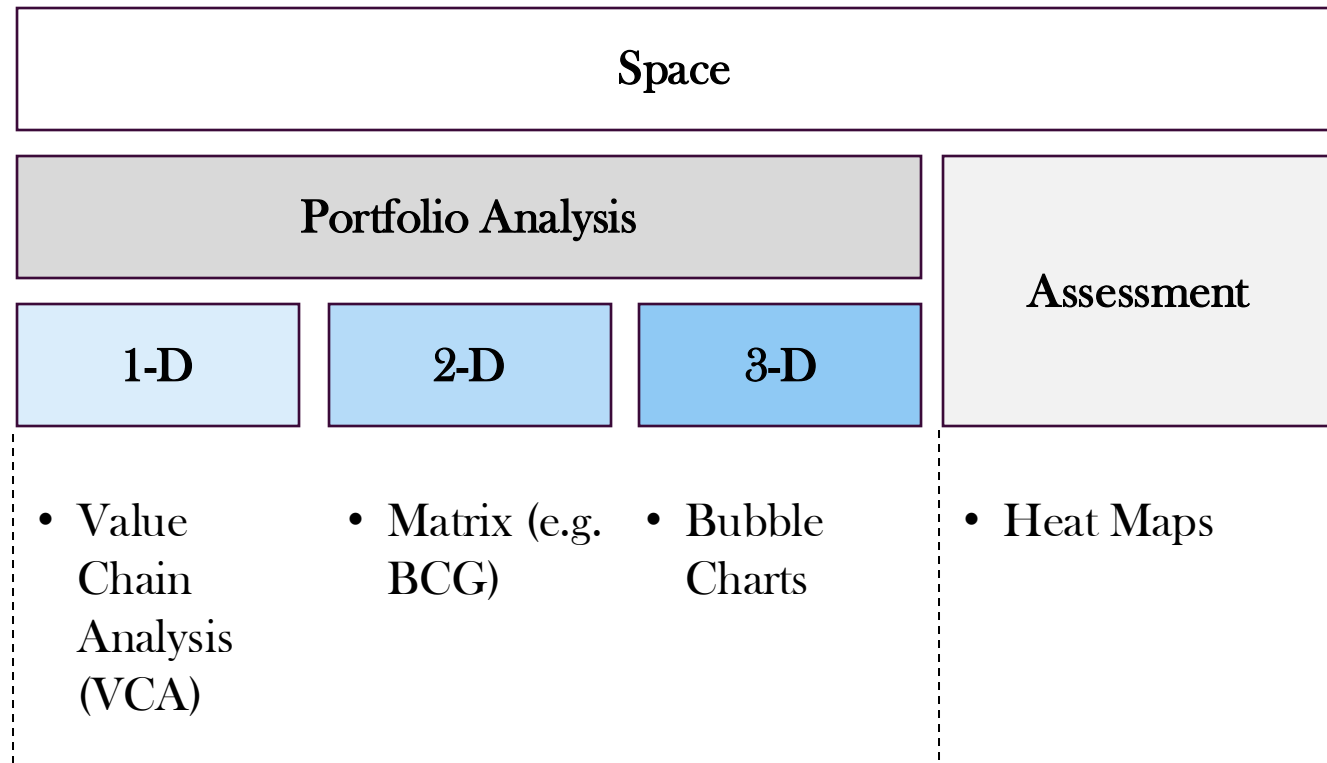 Space
Portfolio Analysis
Assessment
1-D
2-D
3-D
• Value
Chain
Analysis
(VCA)
• Matrix (e.g.
BCG)
• Bubble
Charts
• Heat Maps